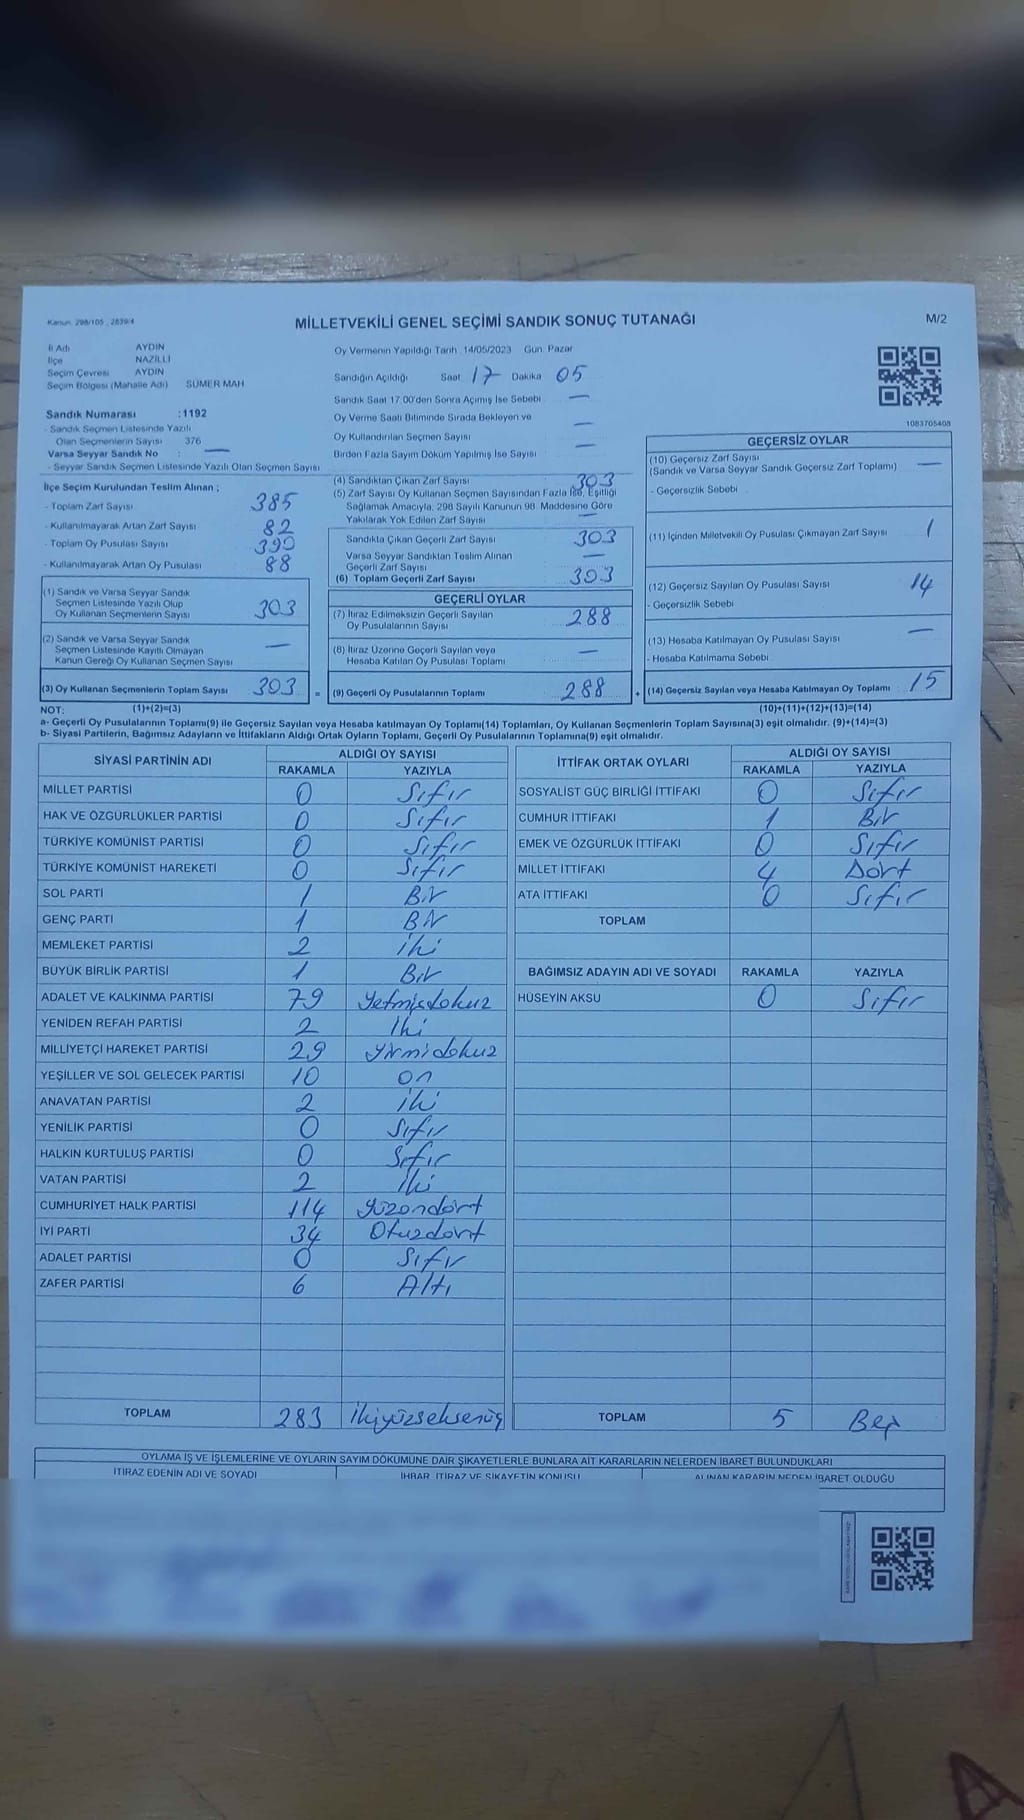 Kanun: 298/105 , 2839/4
MİLLETVEKİLİ GENEL SEÇİMİ SANDIK SONUÇ TUTANAĞI
M/2
İl Adı AYDIN
İlçe NAZİLLİ
Seçim Çevresi AYDIN
Seçim Bölgesi (Mahalle Adı) SÜMER MAH
Sandık Numarası :1192
- Sandık Seçmen Listesinde Yazılı
Olan Seçmenlerin Sayısı 376
Varsa Seyyar Sandık No : —
- Seyyar Sandık Seçmen Listesinde Yazılı Olan Seçmen Sayısı
Oy Vermenin Yapıldığı Tarih 14/05/2023 Gün: Pazar
Sandığın Açıldığı Saat 17 Dakika 05
Sandık Saat 17:00'den Sonra Açılmış İse Sebebi —
Oy Verme Saati Bitiminde Sırada Bekleyen ve
Oy Kullandırılan Seçmen Sayısı —
Birden Fazla Sayım Döküm Yapılmış İse Sayısı —
1083705408
İlçe Seçim Kurulundan Teslim Alınan ;
- Toplam Zarf Sayısı 385
- Kullanılmayarak Artan Zarf Sayısı 82
- Toplam Oy Pusulası Sayısı 390
- Kullanılmayarak Artan Oy Pusulası 88
(1) Sandık ve Varsa Seyyar Sandık
Seçmen Listesinde Yazılı Olup
Oy Kullanan Seçmenlerin Sayısı 303
(2) Sandık ve Varsa Seyyar Sandık
Seçmen Listesinde Kayıtlı Olmayan
Kanun Gereği Oy Kullanan Seçmen Sayısı —
(3) Oy Kullanan Seçmenlerin Toplam Sayısı 303 =
(4) Sandıktan Çıkan Zarf Sayısı 303
(5) Zarf Sayısı Oy Kullanan Seçmen Sayısından Fazla İse, Eşitliği
Sağlamak Amacıyla, 298 Sayılı Kanunun 98. Maddesine Göre
Yakılarak Yok Edilen Zarf Sayısı —
Sandıkta Çıkan Geçerli Zarf Sayısı 303
Varsa Seyyar Sandıktan Teslim Alınan
Geçerli Zarf Sayısı —
(6) Toplam Geçerli Zarf Sayısı 303
GEÇERLİ OYLAR
(7) İtiraz Edilmeksizin Geçerli Sayılan
Oy Pusulalarının Sayısı 288
(8) İtiraz Üzerine Geçerli Sayılan veya
Hesaba Katılan Oy Pusulası Toplamı —
(9) Geçerli Oy Pusulalarının Toplamı 288 +
GEÇERSİZ OYLAR
(10) Geçersiz Zarf Sayısı
(Sandık ve Varsa Seyyar Sandık Geçersiz Zarf Toplamı) —
- Geçersizlik Sebebi
(11) İçinden Milletvekili Oy Pusulası Çıkmayan Zarf Sayısı 1
(12) Geçersiz Sayılan Oy Pusulası Sayısı 14
- Geçersizlik Sebebi
(13) Hesaba Katılmayan Oy Pusulası Sayısı —
- Hesaba Katılmama Sebebi
(14) Geçersiz Sayılan veya Hesaba Katılmayan Oy Toplamı : 15
NOT: (1)+(2)=(3) (10)+(11)+(12)+(13)=(14)
a- Geçerli Oy Pusulalarının Toplamı(9) ile Geçersiz Sayılan veya Hesaba katılmayan Oy Toplamı(14) Toplamları, Oy Kullanan Seçmenlerin Toplam Sayısına(3) eşit olmalıdır. (9)+(14)=(3)
b- Siyasi Partilerin, Bağımsız Adayların ve İttifakların Aldığı Ortak Oyların Toplamı, Geçerli Oy Pusulalarının Toplamına(9) eşit olmalıdır.
SİYASİ PARTİNİN ADI ALDIĞI OY SAYISI
RAKAMLA YAZIYLA
MİLLET PARTİSİ 0 Sıfır
HAK VE ÖZGÜRLÜKLER PARTİSİ 0 Sıfır
TÜRKİYE KOMÜNİST PARTİSİ 0 Sıfır
TÜRKİYE KOMÜNİST HAREKETİ 0 Sıfır
SOL PARTİ 1 Bir
GENÇ PARTİ 1 Bir
MEMLEKET PARTİSİ 2 İki
BÜYÜK BİRLİK PARTİSİ 1 Bir
ADALET VE KALKINMA PARTİSİ 79 Yetmişdokuz
YENİDEN REFAH PARTİSİ 2 İki
MİLLİYETÇİ HAREKET PARTİSİ 29 Yirmidokuz
YEŞİLLER VE SOL GELECEK PARTİSİ 10 on
ANAVATAN PARTİSİ 2 İki
YENİLİK PARTİSİ 0 Sıfır
HALKIN KURTULUŞ PARTİSİ 0 Sıfır
VATAN PARTİSİ 2 İki
CUMHURİYET HALK PARTİSİ 114 Yüzondört
İYİ PARTİ 34 Otuzdört
ADALET PARTİSİ 0 Sıfır
ZAFER PARTİSİ 6 Altı
TOPLAM 283 İkiyüzseksenüç
İTTİFAK ORTAK OYLARI ALDIĞI OY SAYISI
RAKAMLA YAZIYLA
SOSYALİST GÜÇ BİRLİĞİ İTTİFAKI 0 Sıfır
CUMHUR İTTİFAKI 1 Bir
EMEK VE ÖZGÜRLÜK İTTİFAKI 0 Sıfır
MİLLET İTTİFAKI 4 Dört
ATA İTTİFAKI 0 Sıfır
TOPLAM
BAĞIMSIZ ADAYIN ADI VE SOYADI RAKAMLA YAZIYLA
HÜSEYİN AKSU 0 Sıfır
TOPLAM 5 Beş
OYLAMA İŞ VE İŞLEMLERİNE VE OYLARIN SAYIM DÖKÜMÜNE DAİR ŞİKAYETLERLE BUNLARA AİT KARARLARIN NELERDEN İBARET BULUNDUKLARI
İTİRAZ EDENİN ADI VE SOYADI İHBAR, İTİRAZ VE ŞİKAYETİN KONUSU ALINAN KARARIN NEDEN İBARET OLDUĞU